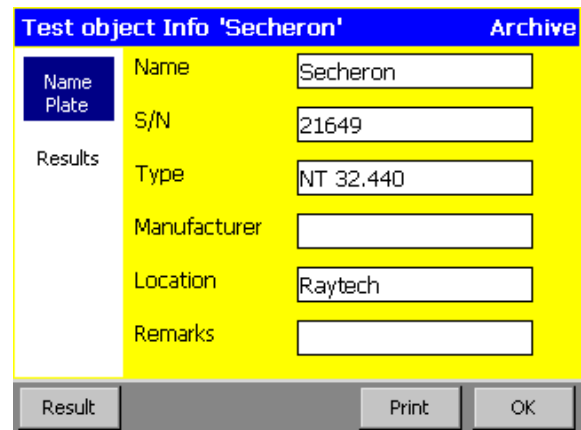 Test object Info 'Secheron' Archive
Name Plate
Results
Name Secheron
S/N 21649
Type NT 32.440
Manufacturer
Location Raytech
Remarks
Result Print OK